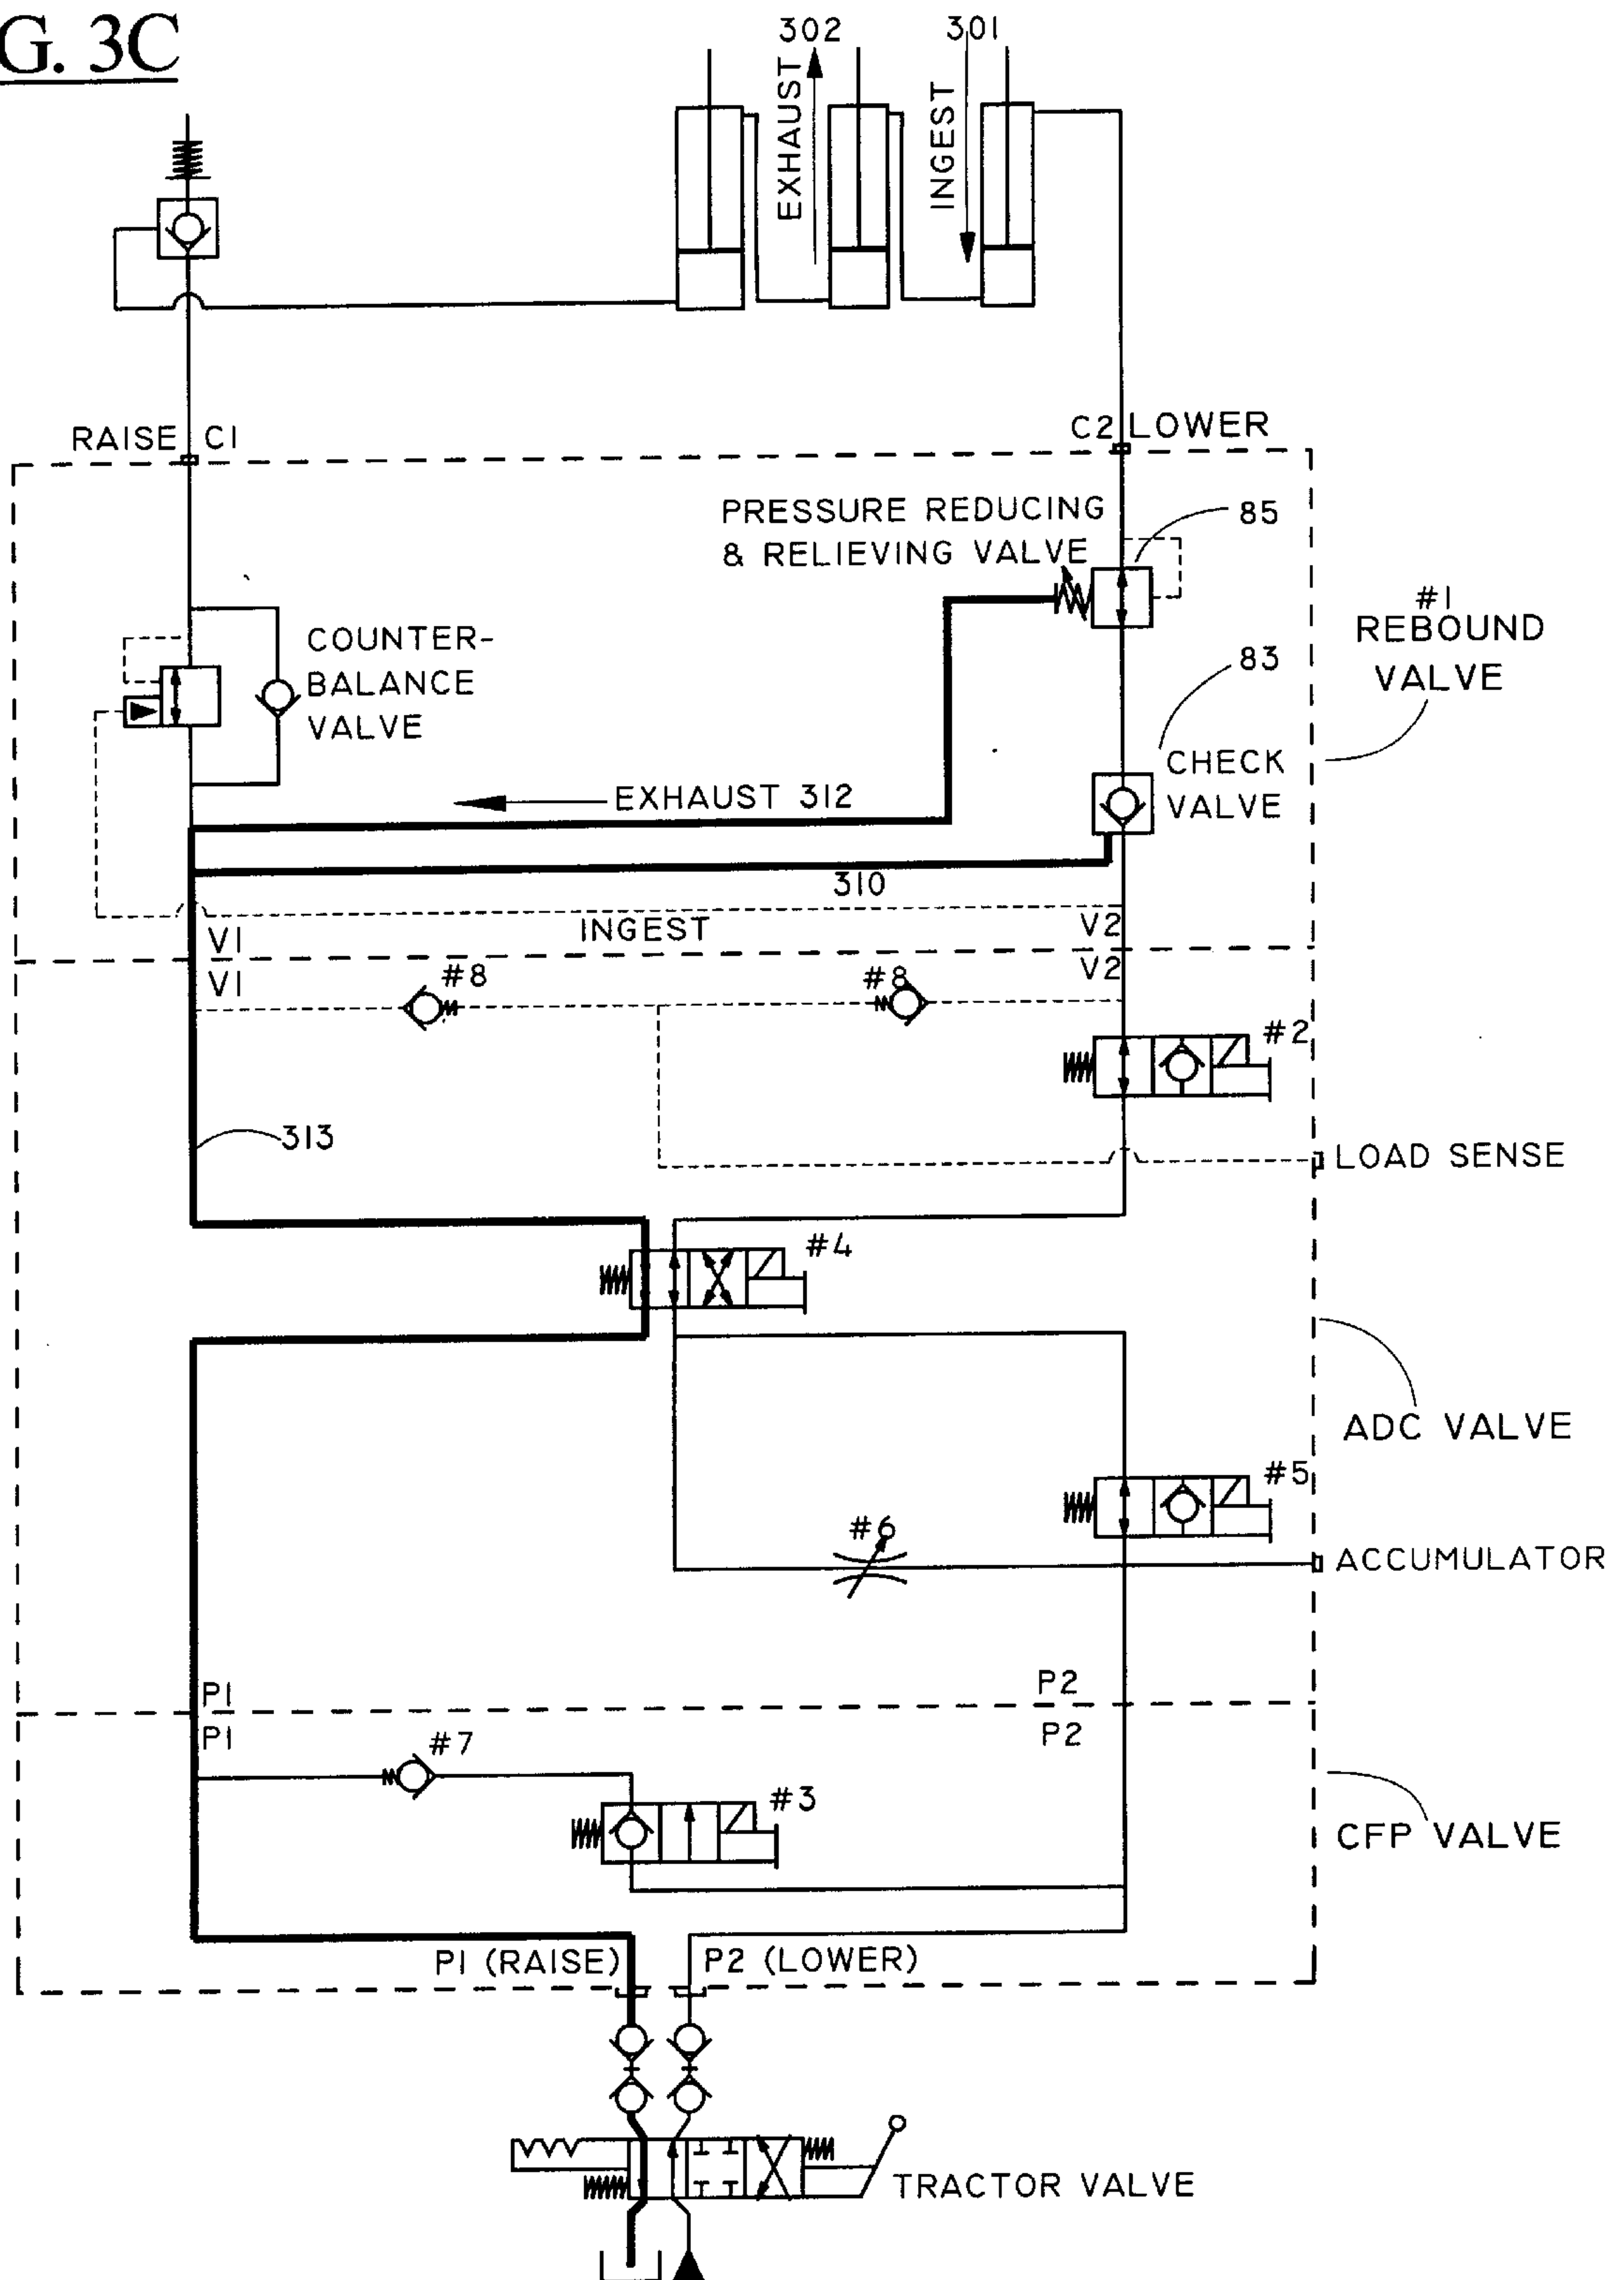 G. 3C
302
301
EXHAUST
INGEST
RAISE C1
C2 LOWER
PRESSURE REDUCING
& RELIEVING VALVE
85
#1
REBOUND
VALVE
COUNTER-
BALANCE
VALVE
83
CHECK
VALVE
EXHAUST 312
310
INGEST
V1
V2
V1
V2
#8
#8
#2
313
LOAD SENSE
#4
ADC VALVE
#5
#6
ACCUMULATOR
P1
P2
P1
P2
#7
#3
CFP VALVE
P1 (RAISE)
P2 (LOWER)
TRACTOR VALVE